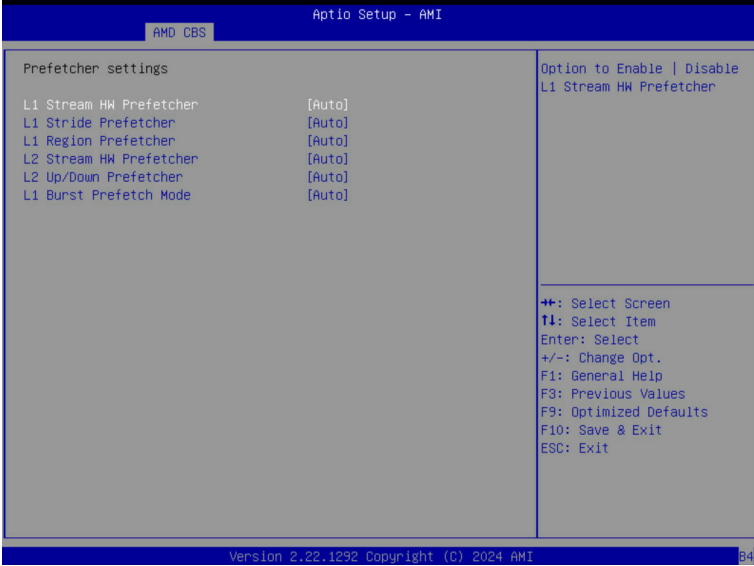 Aptio Setup – AMI
AMD CBS
Prefetcher settings
L1 Stream HW Prefetcher [Auto]
L1 Stride Prefetcher [Auto]
L1 Region Prefetcher [Auto]
L2 Stream HW Prefetcher [Auto]
L2 Up/Down Prefetcher [Auto]
L1 Burst Prefetch Mode [Auto]
Option to Enable | Disable
L1 Stream HW Prefetcher
→←: Select Screen
↑↓: Select Item
Enter: Select
+/-: Change Opt.
F1: General Help
F3: Previous Values
F9: Optimized Defaults
F10: Save & Exit
ESC: Exit
Version 2.22.1292 Copyright (C) 2024 AMI
B4